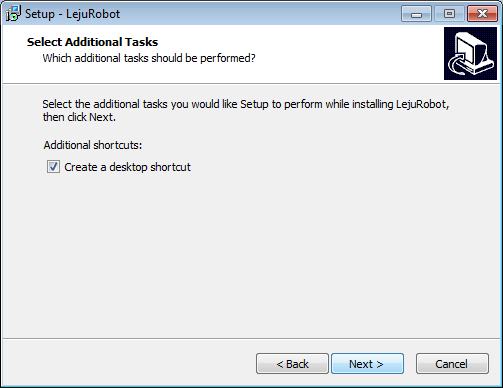 Setup - LejuRobot
Select Additional Tasks
Which additional tasks should be performed?
Select the additional tasks you would like Setup to perform while installing LejuRobot,
then click Next.
Additional shortcuts:
Create a desktop shortcut
< Back
Next >
Cancel